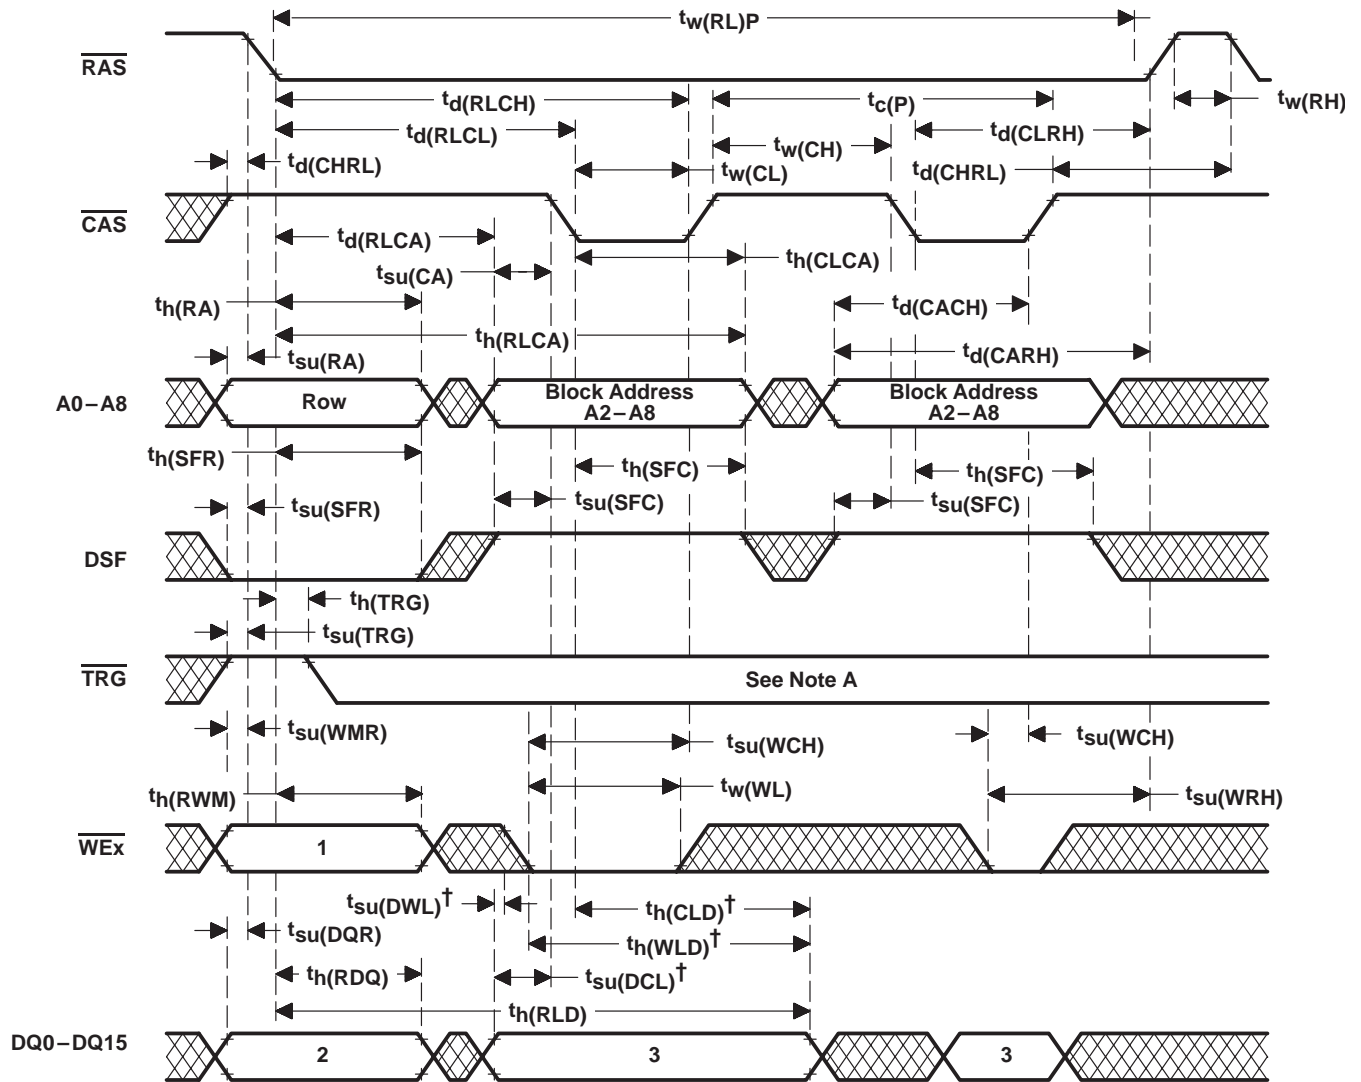 tw(RL)P
RAS
td(RLCH)
tc(P)
tw(RH)
td(RLCL)
td(CLRH)
tw(CH)
td(CHRL)
tw(CL)
td(CHRL)
CAS
td(RLCA)
th(CLCA)
tsu(CA)
th(RA)
td(CACH)
th(RLCA)
tsu(RA)
td(CARH)
A0–A8
Row
Block Address
A2–A8
Block Address
A2–A8
th(SFR)
th(SFC)
th(SFC)
tsu(SFR)
tsu(SFC)
tsu(SFC)
DSF
th(TRG)
tsu(TRG)
TRG
See Note A
tsu(WMR)
tsu(WCH)
tsu(WCH)
th(RWM)
tw(WL)
tsu(WRH)
WEx
1
tsu(DWL)†
th(CLD)†
tsu(DQR)
th(WLD)†
th(RDQ)
tsu(DCL)†
th(RLD)
DQ0–DQ15
2
3
3